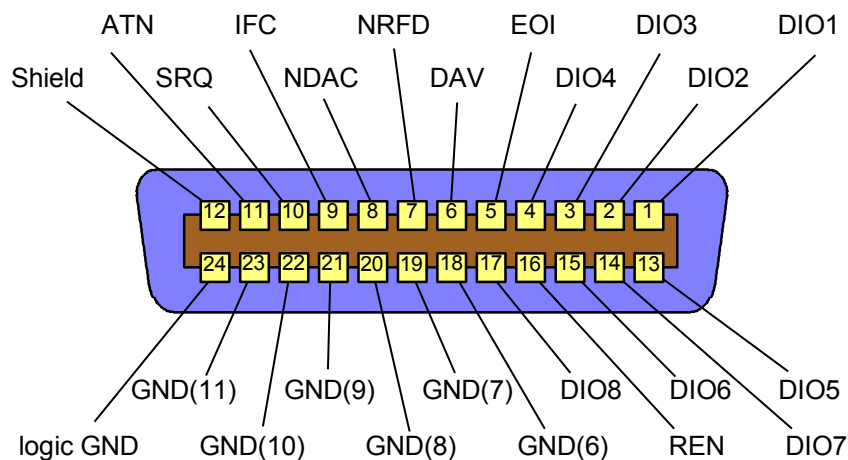 ATN IFC NRFD EOI DIO3 DIO1
Shield SRQ NDAC DAV DIO4 DIO2
12 11 10 9 8 7 6 5 4 3 2 1
24 23 22 21 20 19 18 17 16 15 14 13
GND(11) GND(9) GND(7) DIO8 DIO6 DIO5
logic GND GND(10) GND(8) GND(6) REN DIO7